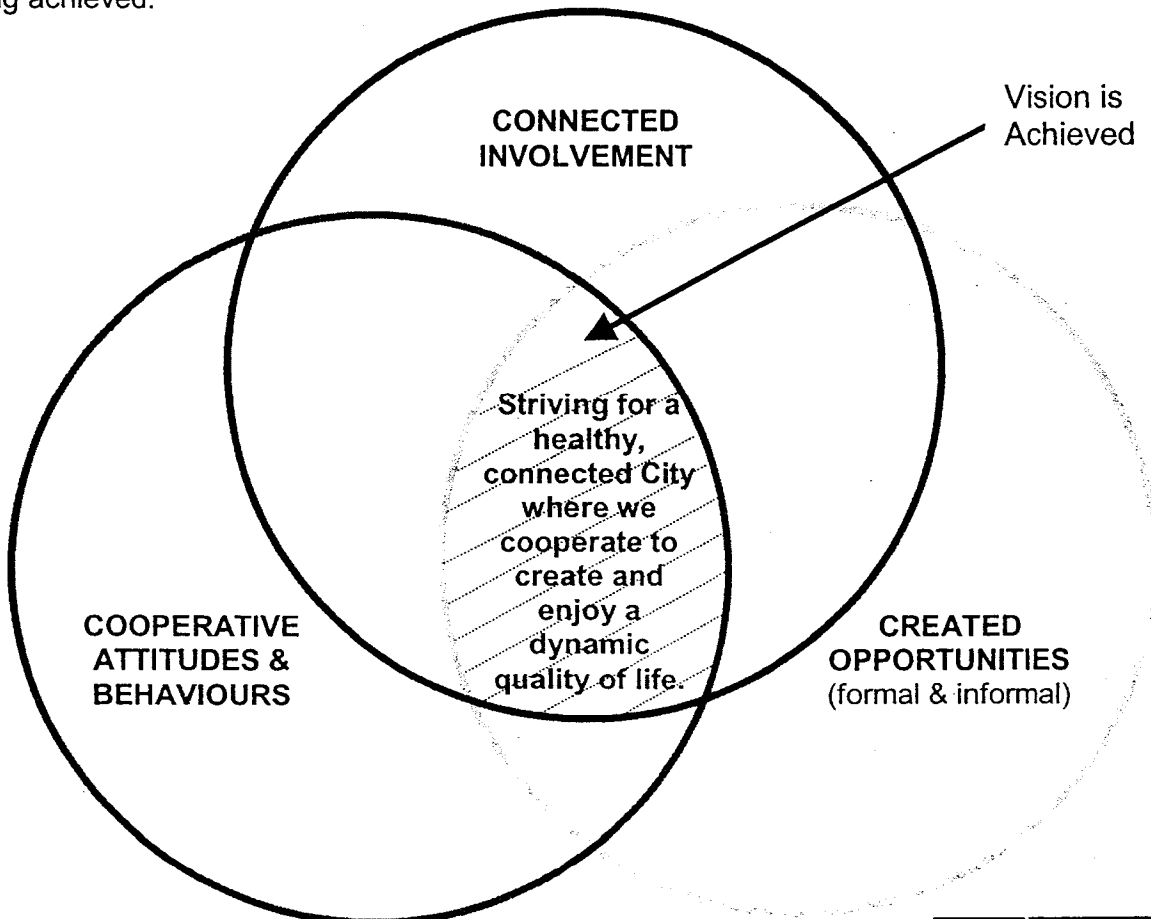 achieved.
CONNECTED
INVOLVEMENT
Vision is
Achieved
Striving for a
healthy,
connected City
where we
cooperate to
create and
enjoy a
dynamic
quality of life.
COOPERATIVE
ATTITUDES &
BEHAVIOURS
CREATED
OPPORTUNITIES
(formal & informal)